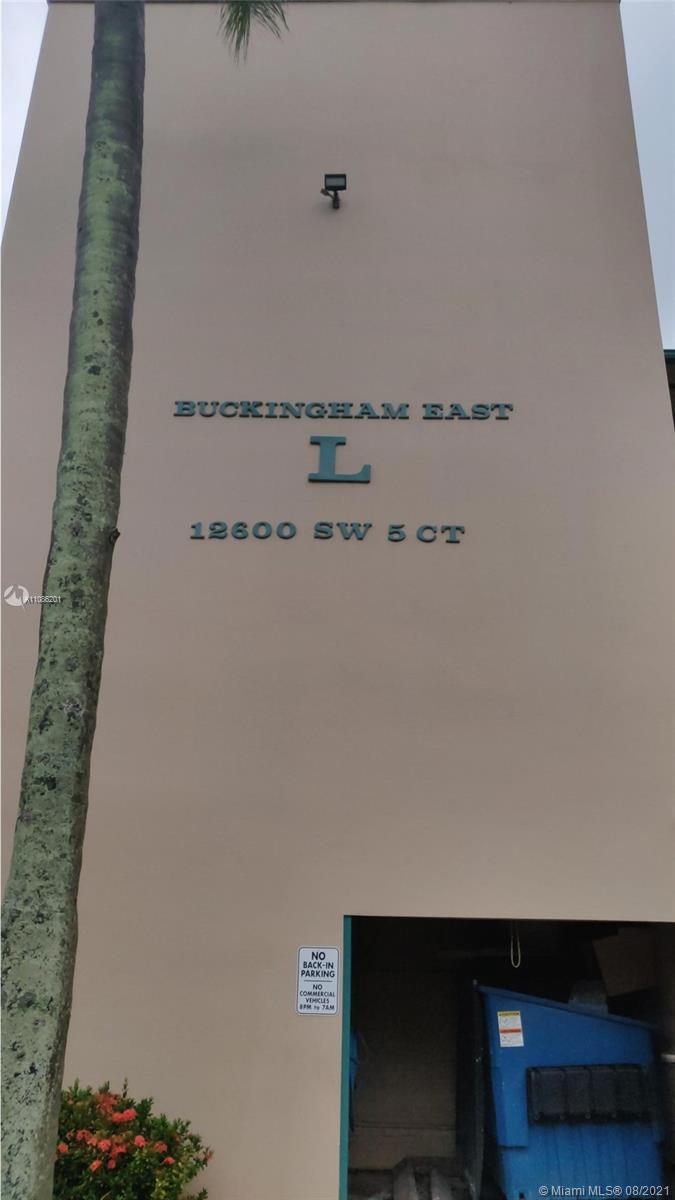 BUCKINGHAM EAST
L
12600 SW 5 CT
A11086201
NO
BACK-IN
PARKING
NO
COMMERCIAL
VEHICLES
8PM to 7AM
© Miami MLS® 08/2021